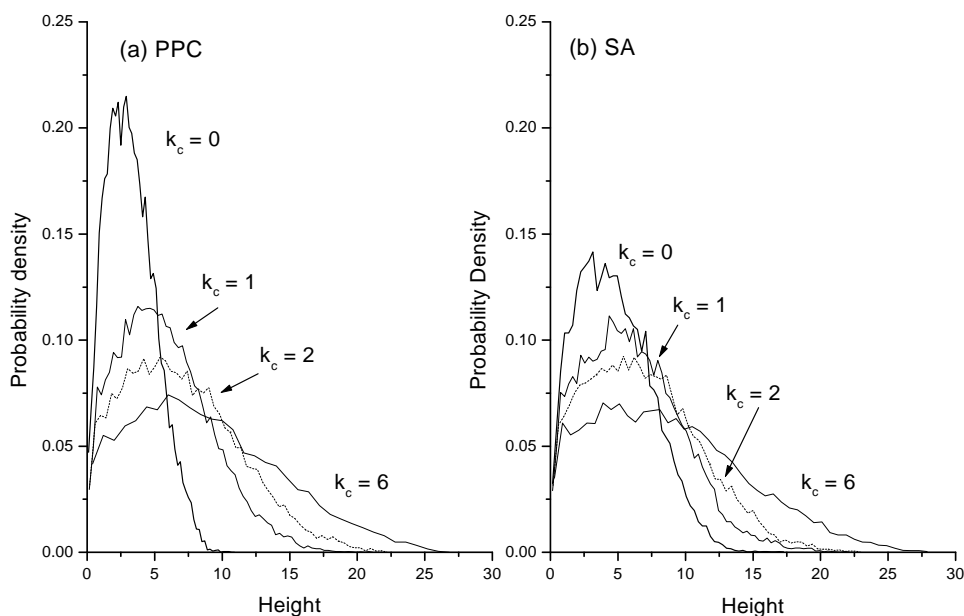 (a) PPC
0.25
0.20
0.15
0.10
0.05
0.00
Probability density
k_c = 0
k_c = 1
k_c = 2
k_c = 6
0 5 10 15 20 25 30
Height
(b) SA
0.25
0.20
0.15
0.10
0.05
0.00
Probability Density
k_c = 0
k_c = 1
k_c = 2
k_c = 6
0 5 10 15 20 25 30
Height